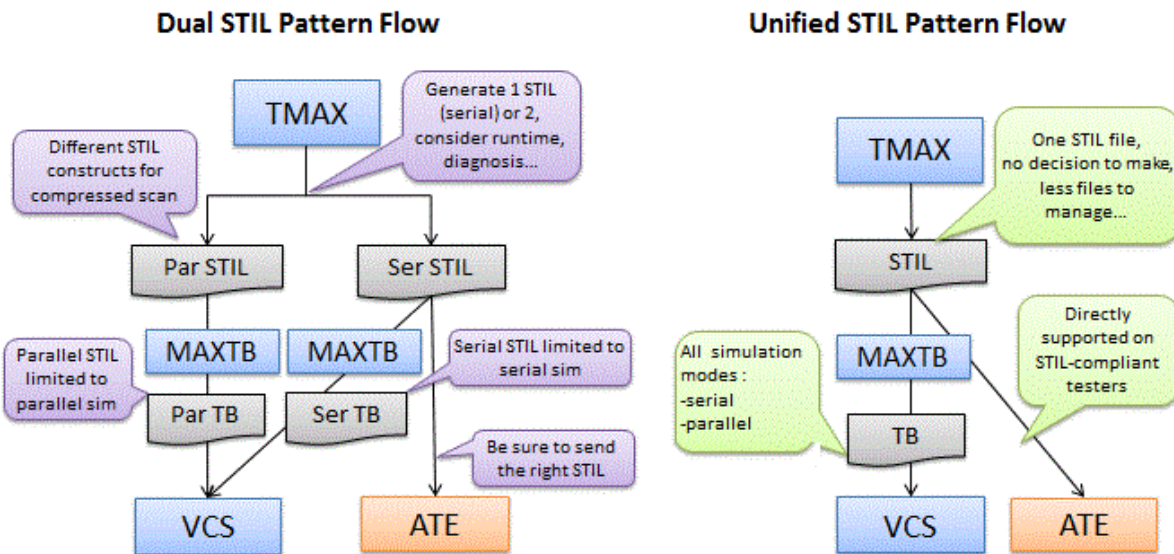 Dual STIL Pattern Flow
TMAX
Generate 1 STIL
(serial) or 2,
consider runtime,
diagnosis...
Different STIL
constructs for
compressed scan
Par STIL
Ser STIL
MAXTB
MAXTB
Parallel STIL
limited to
parallel sim
Serial STIL limited to
serial sim
Par TB
Ser TB
Be sure to send
the right STIL
VCS
ATE
Unified STIL Pattern Flow
TMAX
One STIL file,
no decision to make,
less files to
manage...
STIL
Directly
supported on
STIL-compliant
testers
MAXTB
All simulation
modes :
-serial
-parallel
TB
VCS
ATE